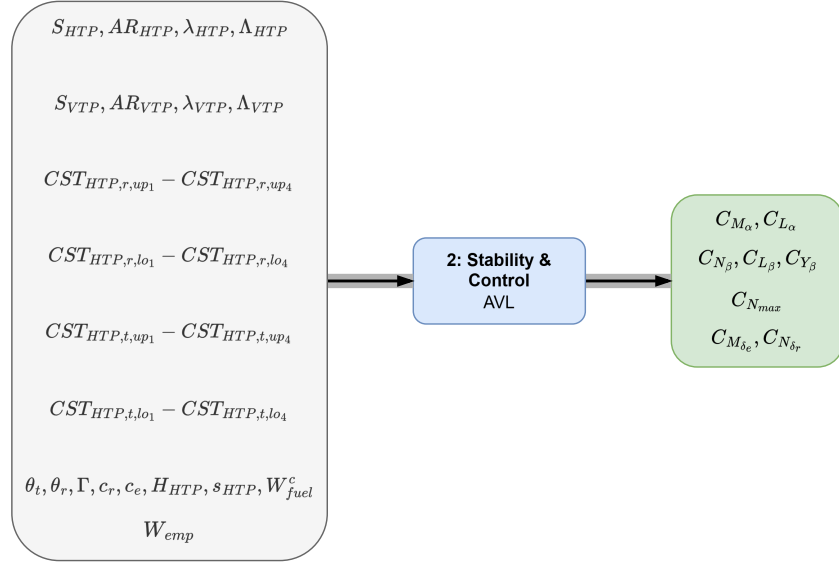 S_{HTP}, AR_{HTP}, λ_{HTP}, Λ_{HTP}
S_{VTP}, AR_{VTP}, λ_{VTP}, Λ_{VTP}
CST_{HTP,r,up_1} − CST_{HTP,r,up_4}
CST_{HTP,r,lo_1} − CST_{HTP,r,lo_4}
CST_{HTP,t,up_1} − CST_{HTP,t,up_4}
CST_{HTP,t,lo_1} − CST_{HTP,t,lo_4}
θ_t, θ_r, Γ, c_r, c_e, H_{HTP}, s_{HTP}, W^c_{fuel}
W_{emp}
2: Stability &
Control
AVL
C_{M_α}, C_{L_α}
C_{N_β}, C_{L_β}, C_{Y_β}
C_{N_{max}}
C_{M_{δ_e}}, C_{N_{δ_r}}